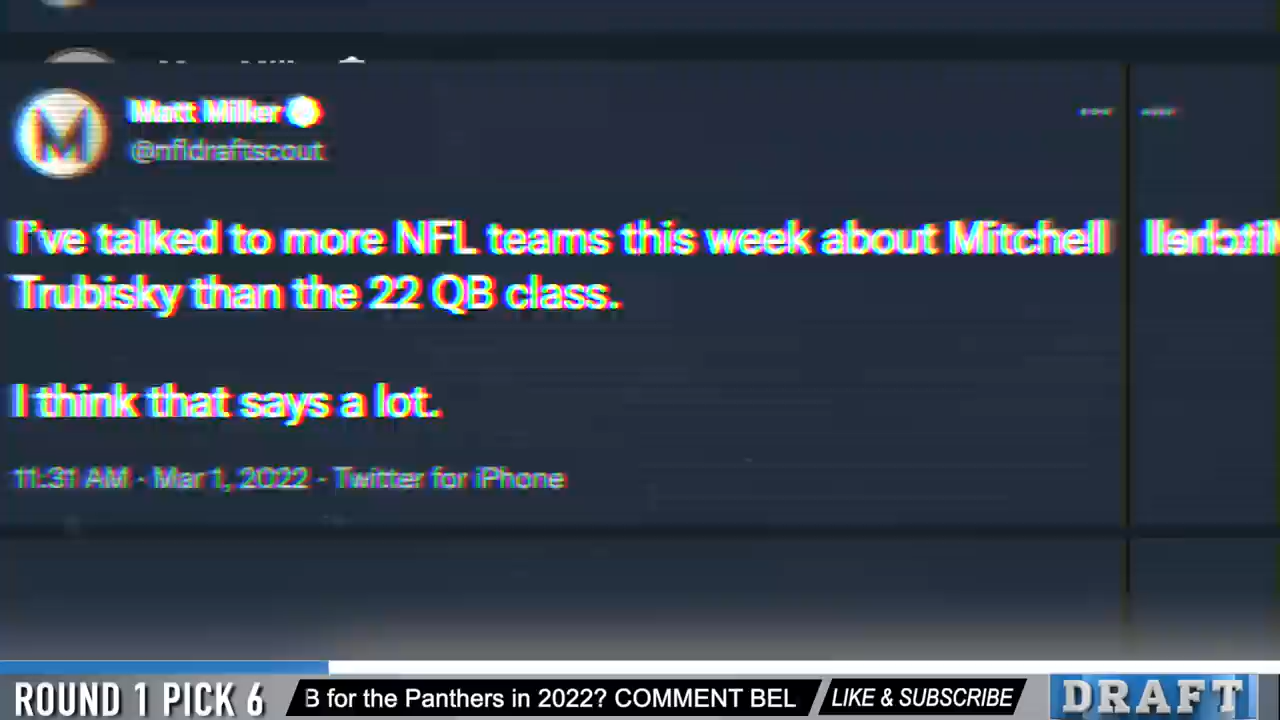 Matt Miller
@nfldraftscout
I've talked to more NFL teams this week about Mitchell
Trubisky than the 22 QB class.
I think that says a lot.
11:31 AM · Mar 1, 2022 · Twitter for iPhone
ROUND 1 PICK 6
B for the Panthers in 2022? COMMENT BEL
LIKE & SUBSCRIBE
DRAFT